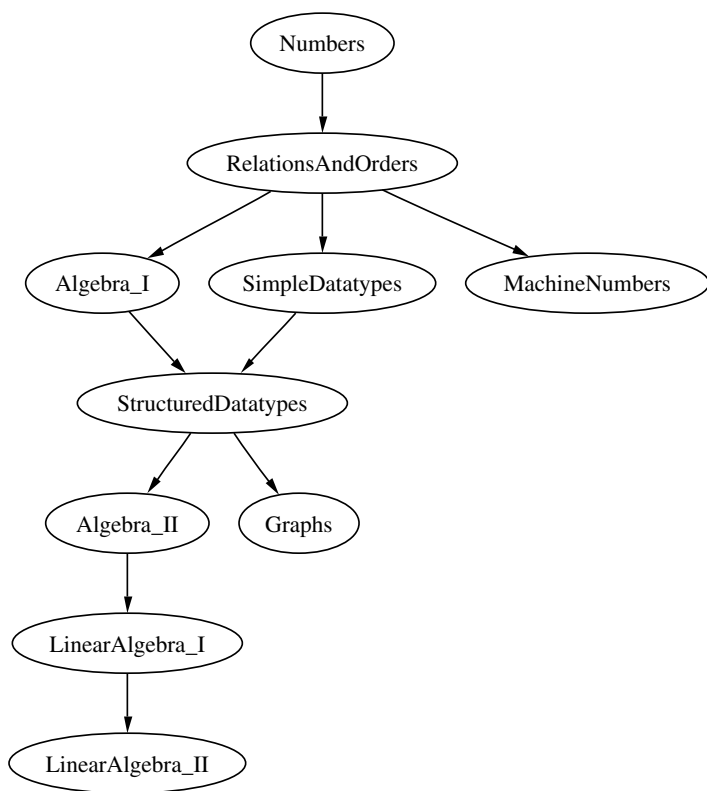 Numbers
RelationsAndOrders
Algebra_I
SimpleDatatypes
MachineNumbers
StructuredDatatypes
Algebra_II
Graphs
LinearAlgebra_I
LinearAlgebra_II